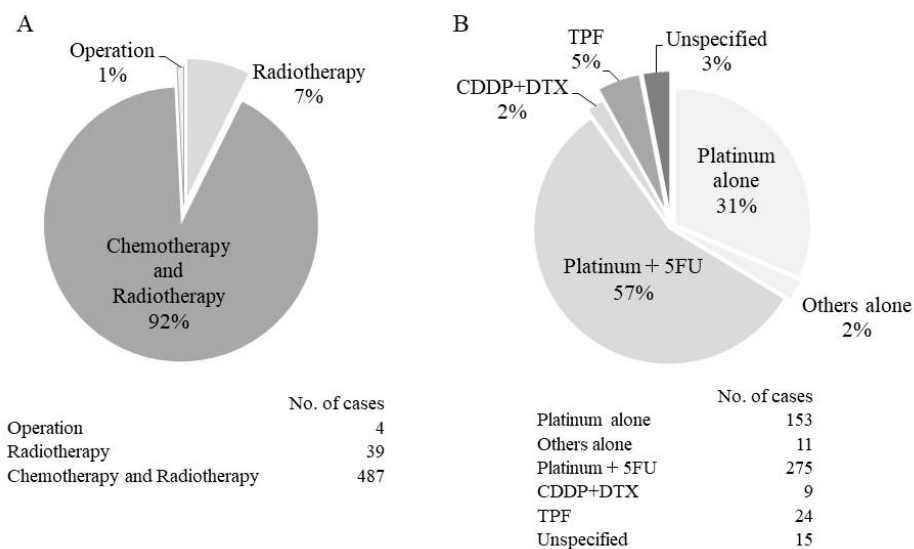 A
Operation
1%
Radiotherapy
7%
Chemotherapy
and
Radiotherapy
92%
No. of cases
Operation 4
Radiotherapy 39
Chemotherapy and Radiotherapy 487
B
TPF
5%
Unspecified
3%
CDDP+DTX
2%
Platinum
alone
31%
Platinum + 5FU
57%
Others alone
2%
No. of cases
Platinum alone 153
Others alone 11
Platinum + 5FU 275
CDDP+DTX 9
TPF 24
Unspecified 15